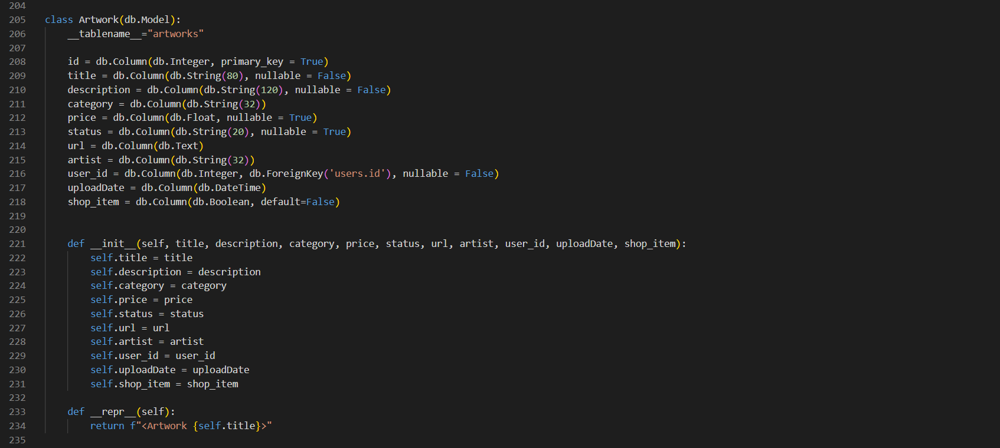 204
205 class Artwork(db.Model):
206     __tablename__="artworks"
207
208     id = db.Column(db.Integer, primary_key = True)
209     title = db.Column(db.String(80), nullable = False)
210     description = db.Column(db.String(120), nullable = False)
211     category = db.Column(db.String(32))
212     price = db.Column(db.Float, nullable = True)
213     status = db.Column(db.String(20), nullable = True)
214     url = db.Column(db.Text)
215     artist = db.Column(db.String(32))
216     user_id = db.Column(db.Integer, db.ForeignKey('users.id'), nullable = False)
217     uploadDate = db.Column(db.DateTime)
218     shop_item = db.Column(db.Boolean, default=False)
219
220
221     def __init__(self, title, description, category, price, status, url, artist, user_id, uploadDate, shop_item):
222         self.title = title
223         self.description = description
224         self.category = category
225         self.price = price
226         self.status = status
227         self.url = url
228         self.artist = artist
229         self.user_id = user_id
230         self.uploadDate = uploadDate
231         self.shop_item = shop_item
232
233     def __repr__(self):
234         return f"<Artwork {self.title}>"
235